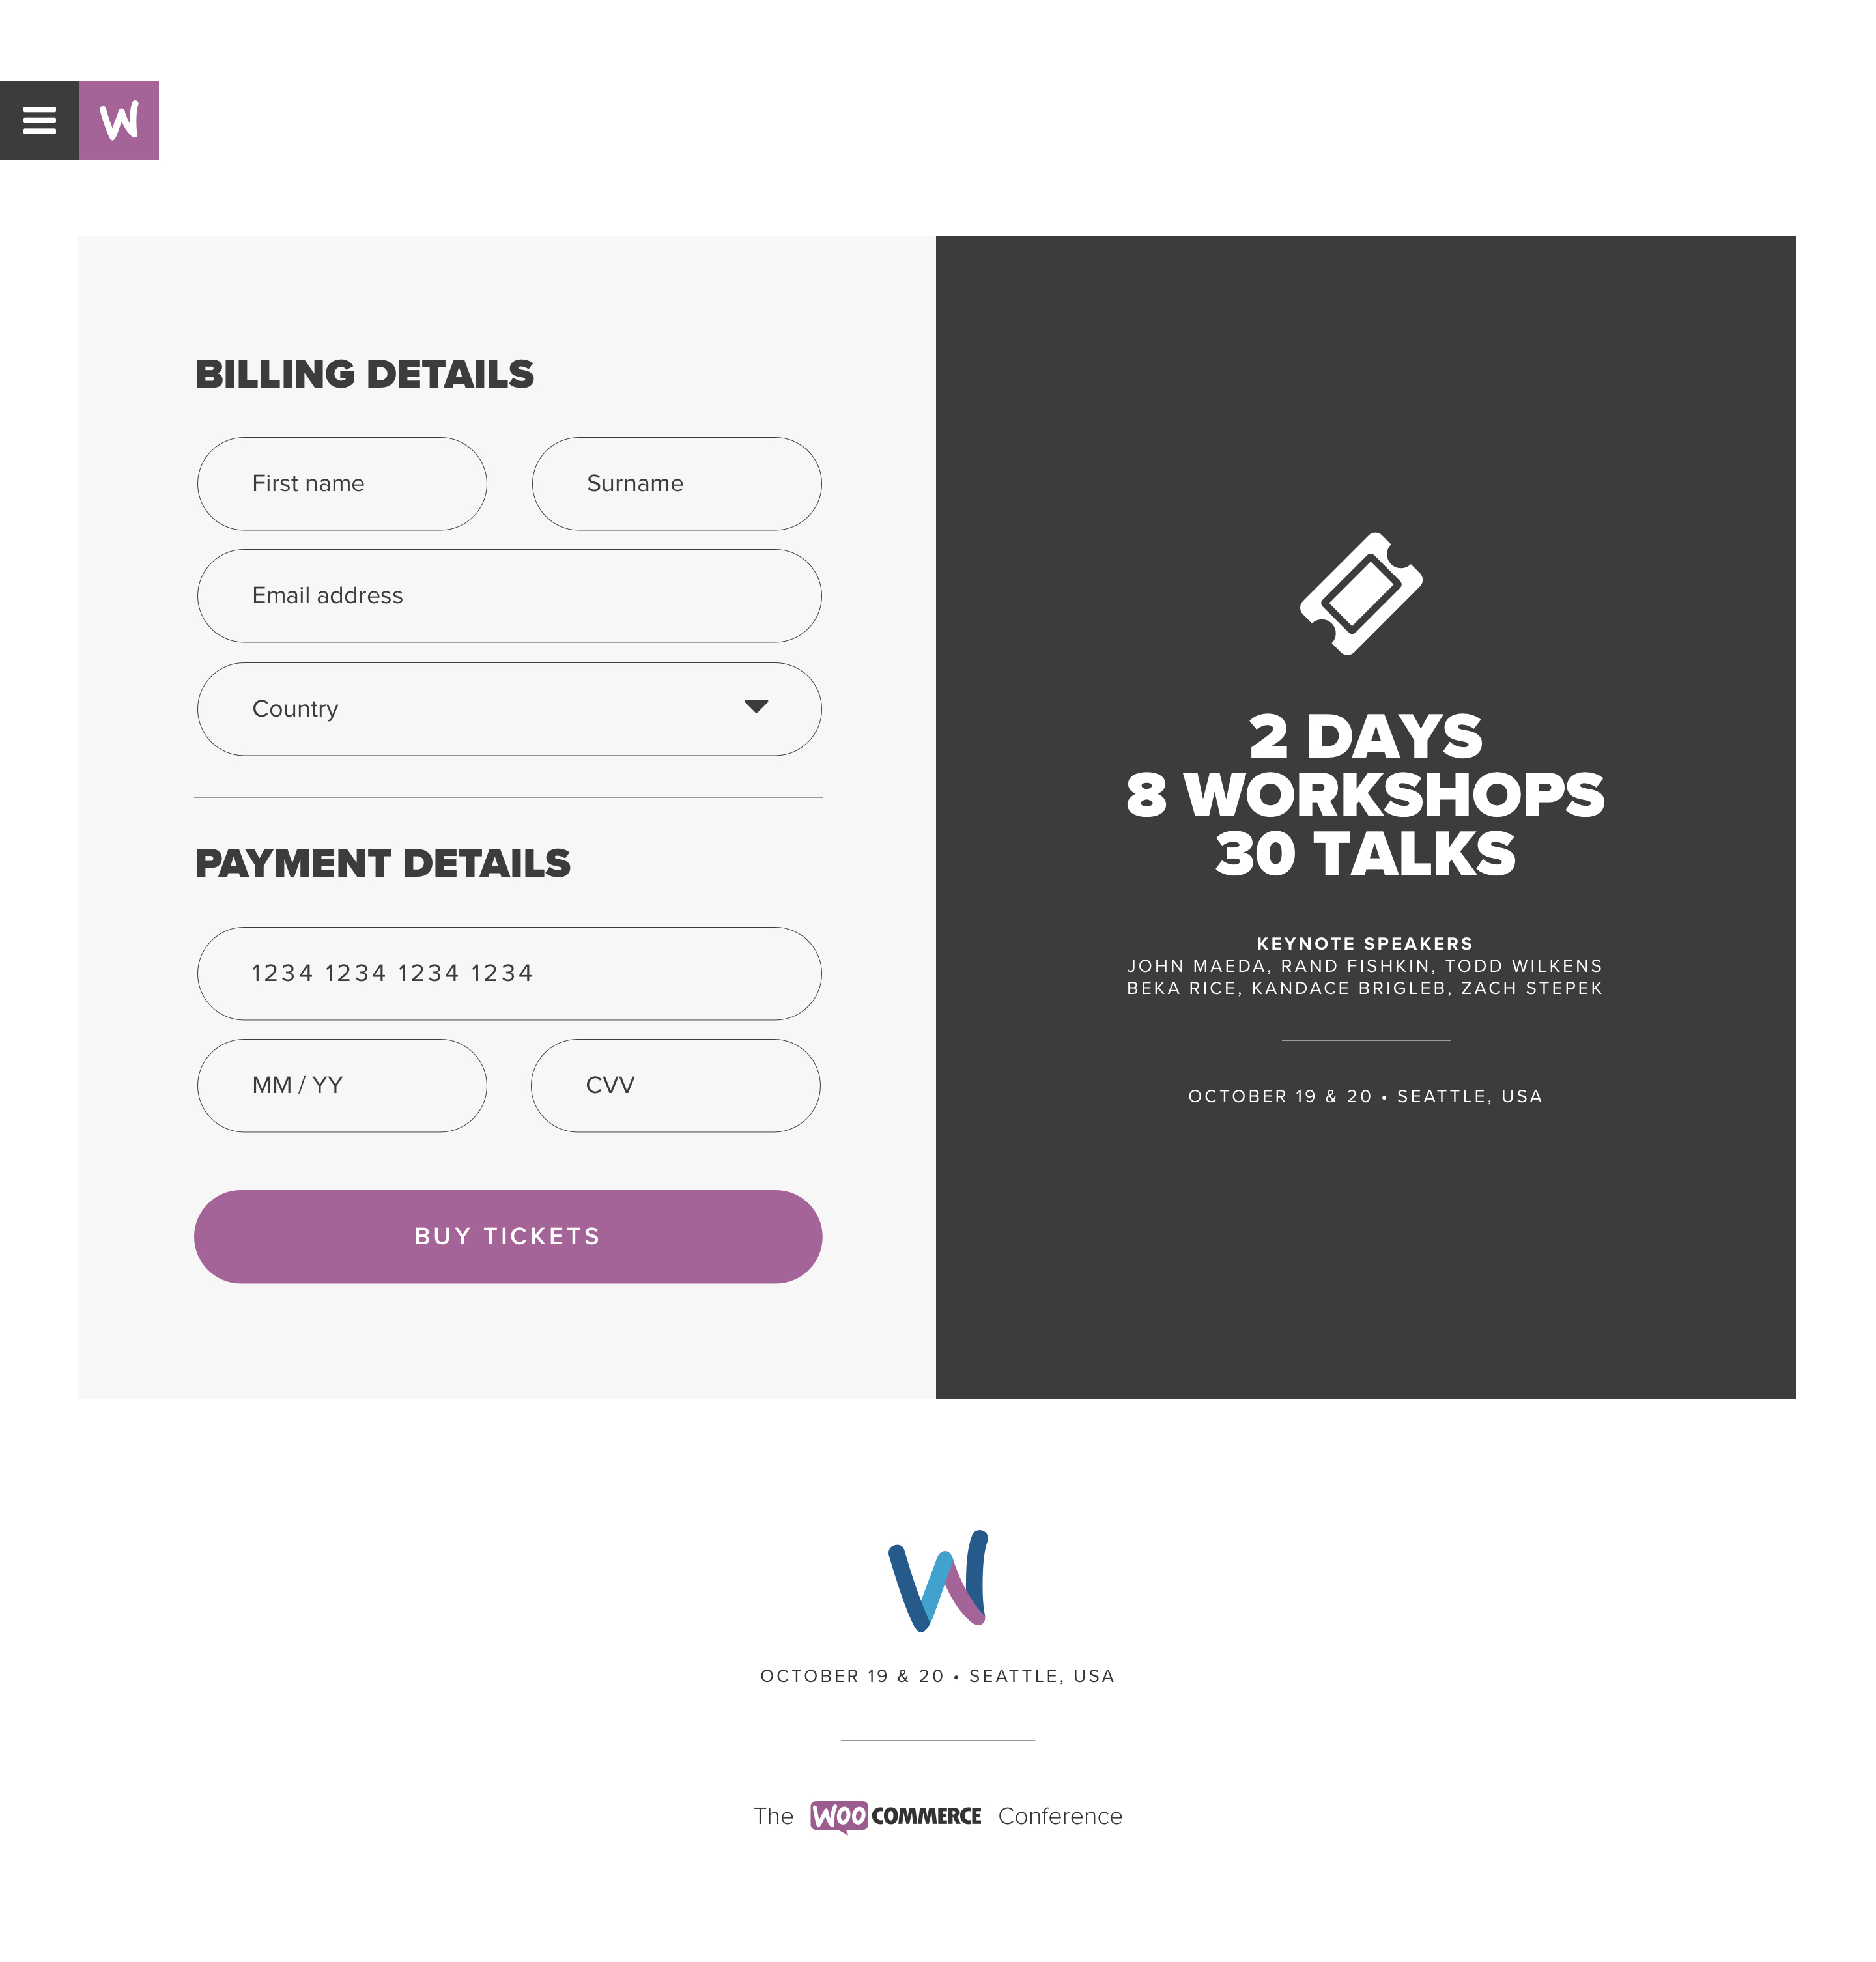 W
BILLING DETAILS
First name
Surname
Email address
Country
PAYMENT DETAILS
1234 1234 1234 1234
MM / YY
CVV
BUY TICKETS
2 DAYS
8 WORKSHOPS
30 TALKS
KEYNOTE SPEAKERS
JOHN MAEDA, RAND FISHKIN, TODD WILKENS
BEKA RICE, KANDACE BRIGLEB, ZACH STEPEK
OCTOBER 19 & 20 • SEATTLE, USA
W
OCTOBER 19 & 20 • SEATTLE, USA
The WOOCOMMERCE Conference